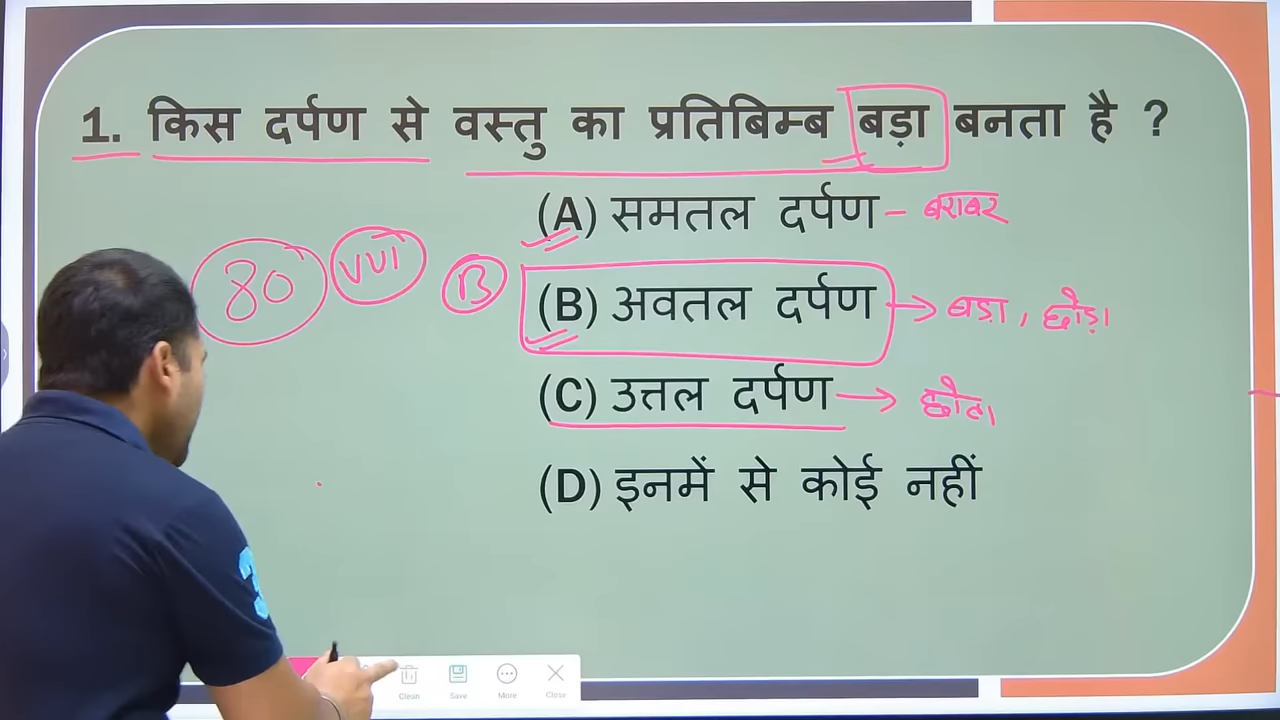 1. किस दर्पण से वस्तु का प्रतिबिम्ब बड़ा बनता है ?
(A) समतल दर्पण - बराबर
80 VVI B (B) अवतल दर्पण → बड़ा, छोड़ा
(C) उत्तल दर्पण → छोटा
(D) इनमें से कोई नहीं
3
Clean Save More Close